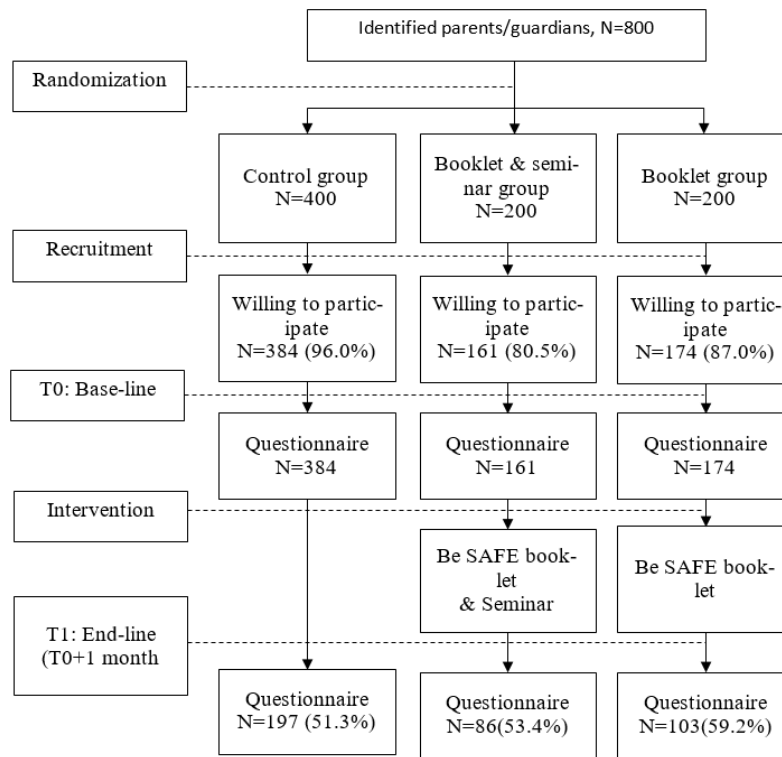 Identified parents/guardians, N=800
Randomization
Control group
N=400
Booklet & semi-
nar group
N=200
Booklet group
N=200
Recruitment
Willing to partic-
ipate
N=384 (96.0%)
Willing to partic-
ipate
N=161 (80.5%)
Willing to partic-
ipate
N=174 (87.0%)
T0: Base-line
Questionnaire
N=384
Questionnaire
N=161
Questionnaire
N=174
Intervention
Be SAFE book-
let
& Seminar
Be SAFE book-
let
T1: End-line
(T0+1 month
Questionnaire
N=197 (51.3%)
Questionnaire
N=86(53.4%)
Questionnaire
N=103(59.2%)